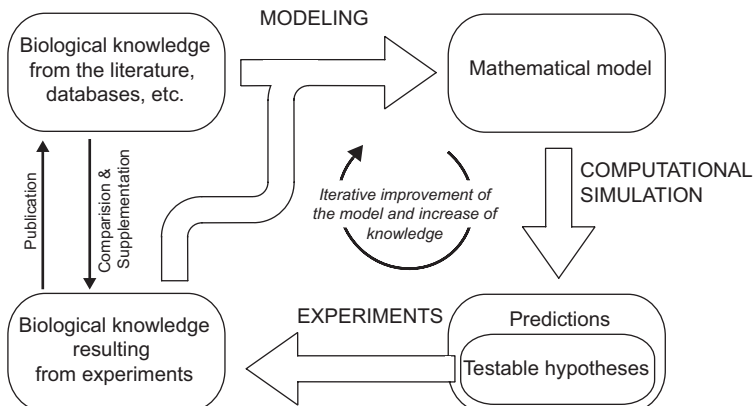 MODELING
Biological knowledge
from the literature,
databases, etc.
Mathematical model
COMPUTATIONAL
SIMULATION
Publication
Comparision &
Supplementation
Iterative improvement of
the model and increase of
knowledge
Biological knowledge
resulting
from experiments
EXPERIMENTS
Predictions
Testable hypotheses